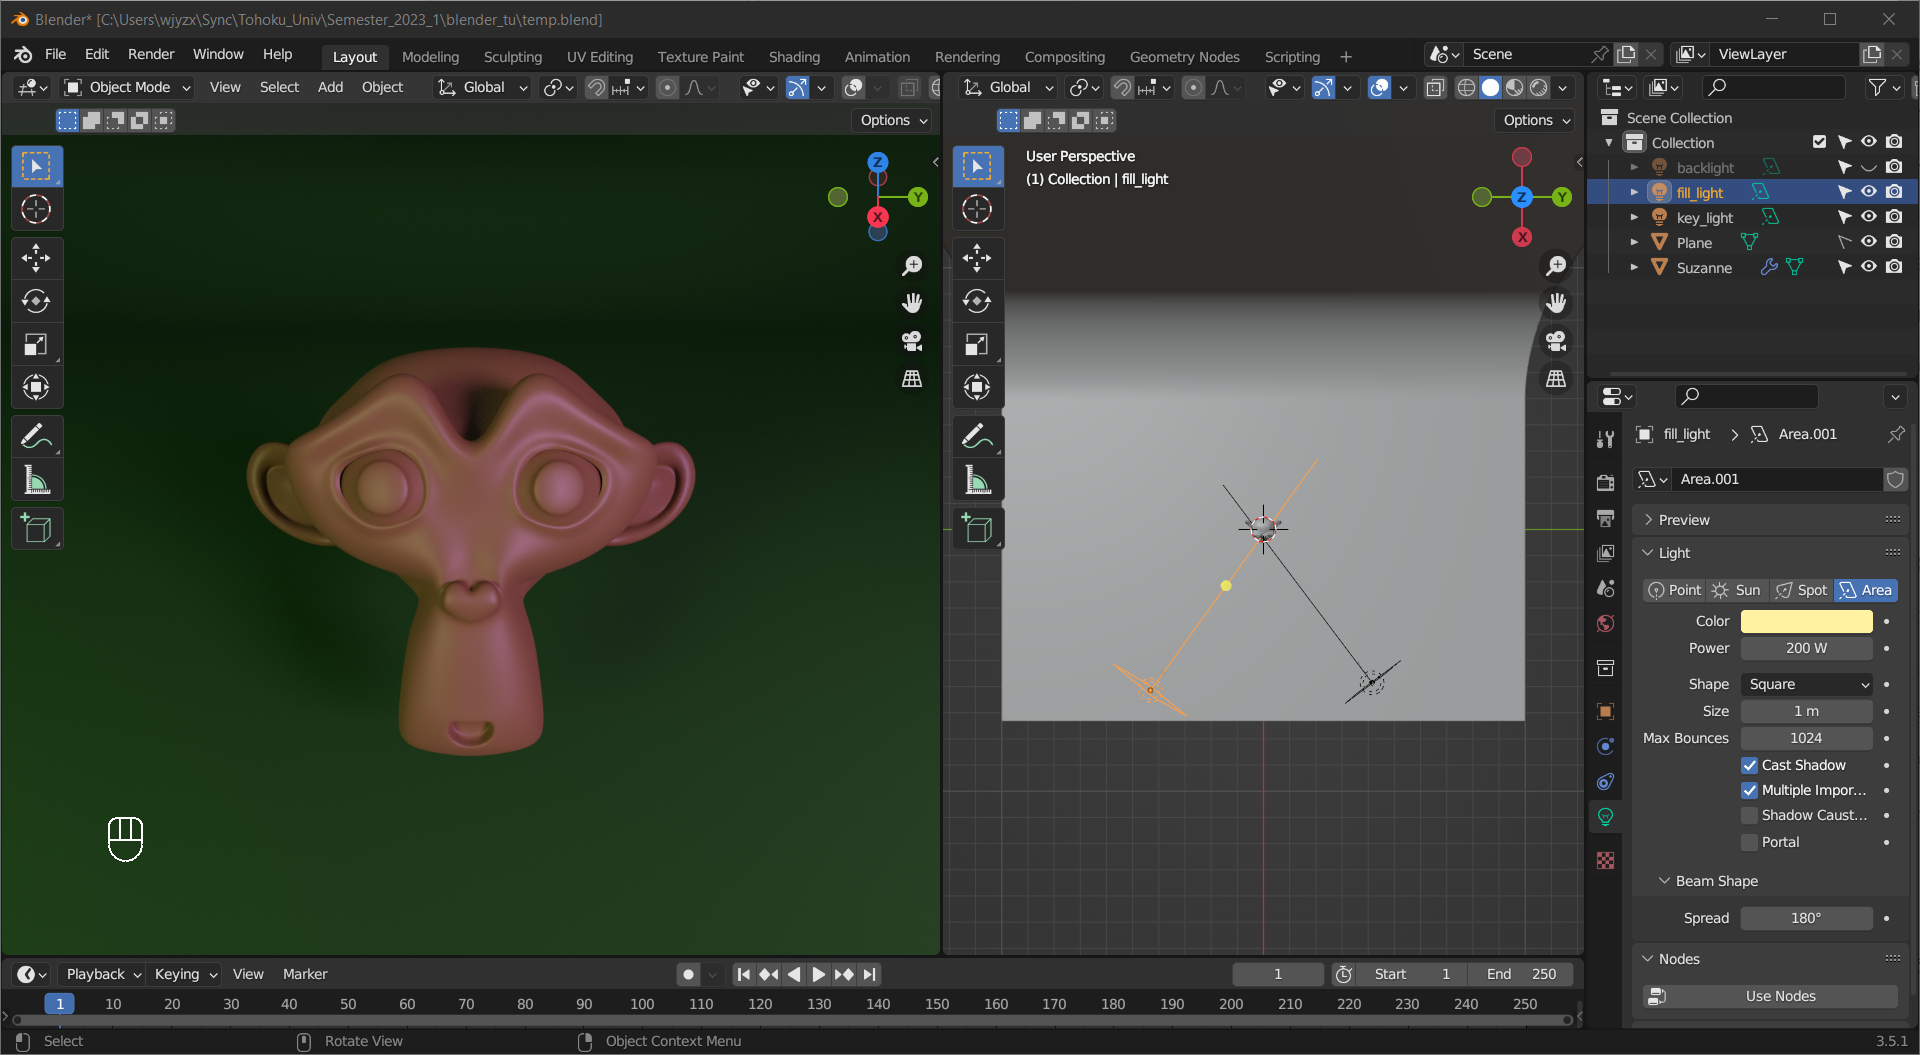 Blender* [C:\Users\wjyzx\Sync\Tohoku_Univ\Semester_2023_1\blender_tu\temp.blend]
File Edit Render Window Help Layout Modeling Sculpting UV Editing Texture Paint Shading Animation Rendering Compositing Geometry Nodes Scripting + Scene ViewLayer
Object Mode View Select Add Object Global Global
Options Options
User Perspective
(1) Collection | fill_light
Z
Y
X
Z
Y
X
Scene Collection
Collection
backlight
fill_light
key_light
Plane
Suzanne
fill_light > Area.001
Area.001
Preview
Light
Point Sun Spot Area
Color
Power 200 W
Shape Square
Size 1 m
Max Bounces 1024
Cast Shadow
Multiple Impor...
Shadow Caust...
Portal
Beam Shape
Spread 180°
Nodes
Use Nodes
Playback Keying View Marker 1 Start 1 End 250
1 10 20 30 40 50 60 70 80 90 100 110 120 130 140 150 160 170 180 190 200 210 220 230 240 250
Select Rotate View Object Context Menu 3.5.1